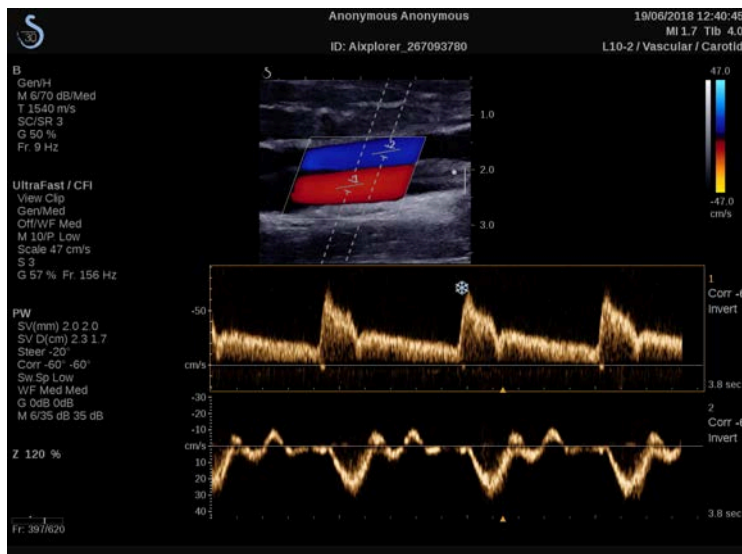 Anonymous Anonymous
19/06/2018 12:40:45
MI 1.7 TIb 4.0
ID: Aixplorer_267093780
L10-2 / Vascular / Carotid
S
30
B
Gen/H
M 6/70 dB/Med
T 1540 m/s
SC/SR 3
G 50 %
Fr. 9 Hz
UltraFast / CFI
View Clip
Gen/Med
Off/WF Med
M 10/P. Low
Scale 47 cm/s
S 3
G 57 % Fr. 156 Hz
PW
SV(mm) 2.0 2.0
SV D(cm) 2.3 1.7
Steer -20°
Corr -60° -60°
Sw.Sp Low
WF Med Med
G 0dB 0dB
M 6/35 dB 35 dB
Z 120 %
Fr: 397/620
S
1.0
2.0
3.0
47.0
-47.0
cm/s
-50
cm/s
1
Corr -6
Invert
3.8 sec
-30
-20
-10
cm/s
10
20
30
40
2
Corr -6
Invert
3.8 sec